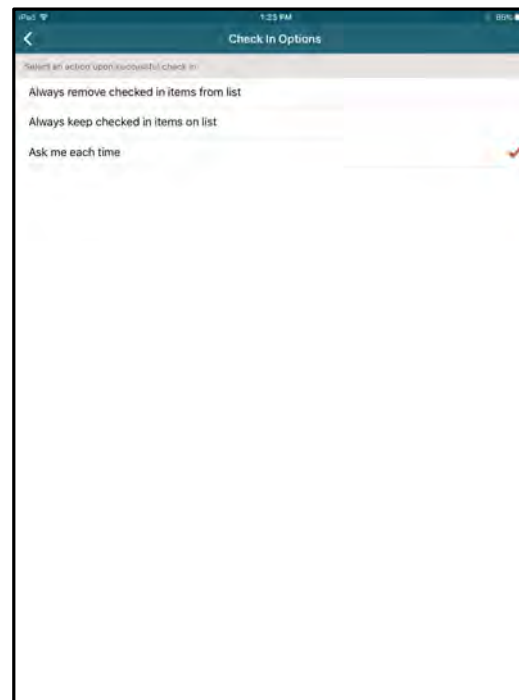 iPad 1:23 PM 86%
Check In Options
Select an action upon successful check in
Always remove checked in items from list
Always keep checked in items on list
Ask me each time